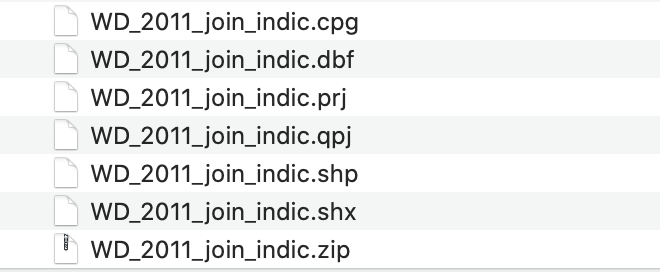 WD_2011_join_indic.cpg
WD_2011_join_indic.dbf
WD_2011_join_indic.prj
WD_2011_join_indic.qpj
WD_2011_join_indic.shp
WD_2011_join_indic.shx
WD_2011_join_indic.zip